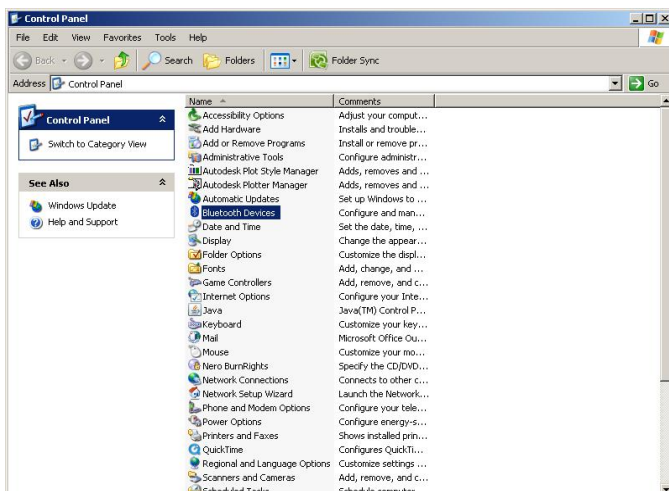 Control Panel
File Edit View Favorites Tools Help
Back Search Folders Folder Sync
Address Control Panel Go
Control Panel
Switch to Category View
See Also
Windows Update
Help and Support
Name Comments
Accessibility Options Adjust your comput...
Add Hardware Installs and trouble...
Add or Remove Programs Install or remove pr...
Administrative Tools Configure administr...
Autodesk Plot Style Manager Adds, removes and ...
Autodesk Plotter Manager Adds, removes and ...
Automatic Updates Set up Windows to ...
Bluetooth Devices Configure and man...
Date and Time Set the date, time, ...
Display Change the appear...
Folder Options Customize the displ...
Fonts Add, change, and ...
Game Controllers Add, remove, and c...
Internet Options Configure your Inte...
Java Java(TM) Control P...
Keyboard Customize your key...
Mail Microsoft Office Ou...
Mouse Customize your mo...
Nero BurnRights Specify the CD/DVD...
Network Connections Connects to other c...
Network Setup Wizard Launch the Network...
Phone and Modem Options Configure your tele...
Power Options Configure energy-s...
Printers and Faxes Shows installed prin...
QuickTime Configures QuickTi...
Regional and Language Options Customize settings ...
Scanners and Cameras Add, remove, and c...
Scheduled Tasks Schedule computer